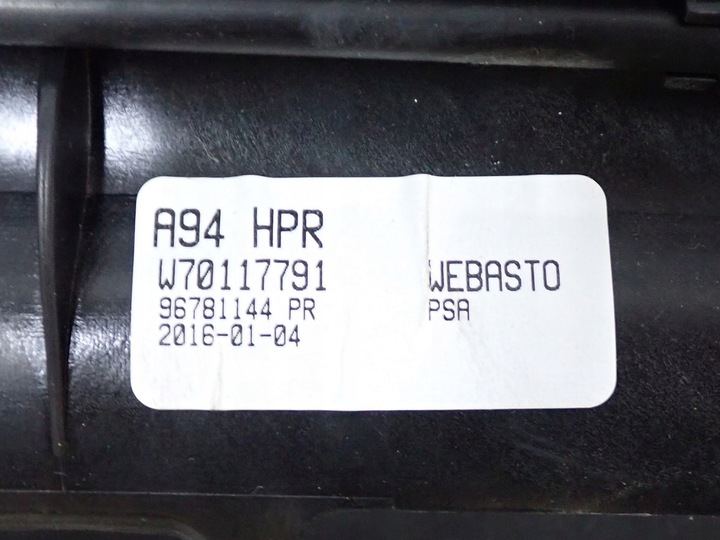 A94 HPR
W70117791 WEBASTO
96781144 PR PSA
2016-01-04